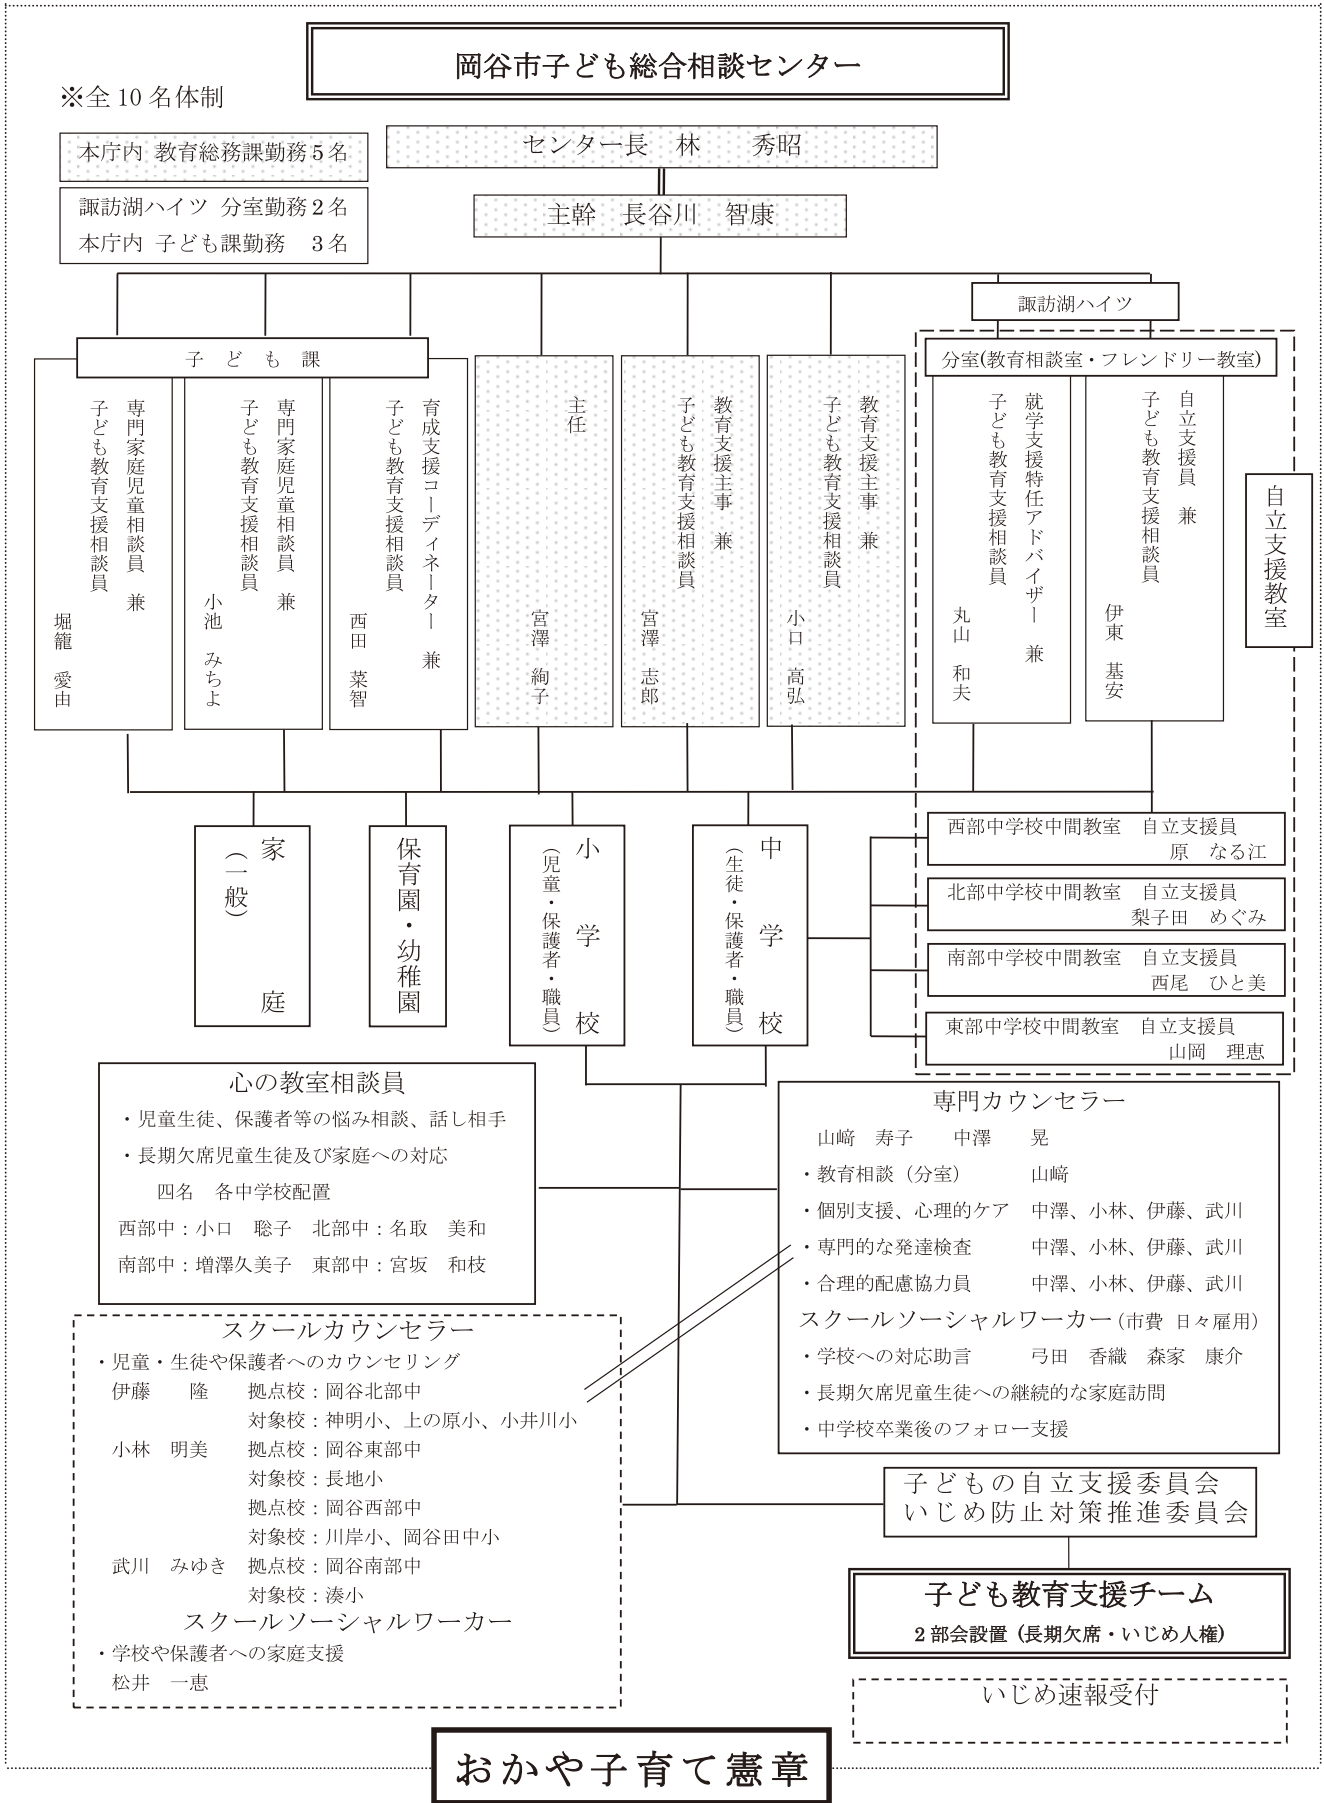 岡谷市子ども総合相談センター
※全 10 名体制
本庁内 教育総務課勤務 5 名
諏訪湖ハイツ 分室勤務 2 名
本庁内 子ども課勤務 3 名
センター長 林 秀昭
主幹 長谷川 智康
諏訪湖ハイツ
子ども課
分室(教育相談室・フレンドリー教室)
専門家庭児童相談員 兼
子ども教育支援相談員
堀籠 愛由
専門家庭児童相談員 兼
子ども教育支援相談員
小池 みちよ
育成支援コーディネーター 兼
子ども教育支援相談員
西田 菜智
主任
宮澤 絢子
教育支援主事 兼
子ども教育支援相談員
宮澤 志郎
教育支援主事 兼
子ども教育支援相談員
小口 高弘
就学支援特任アドバイザー 兼
子ども教育支援相談員
丸山 和夫
自立支援員 兼
子ども教育支援相談員
伊東 基安
自立支援教室
家庭
(一般)
保育園・幼稚園
小学校
(児童・保護者・職員)
中学校
(生徒・保護者・職員)
西部中学校中間教室 自立支援員
原 なる江
北部中学校中間教室 自立支援員
梨子田 めぐみ
南部中学校中間教室 自立支援員
西尾 ひと美
東部中学校中間教室 自立支援員
山岡 理恵
心の教室相談員
・児童生徒、保護者等の悩み相談、話し相手
・長期欠席児童生徒及び家庭への対応
四名 各中学校配置
西部中：小口 聡子 北部中：名取 美和
南部中：増澤久美子 東部中：宮坂 和枝
専門カウンセラー
山﨑 寿子 中澤 晃
・教育相談（分室） 山﨑
・個別支援、心理的ケア 中澤、小林、伊藤、武川
・専門的な発達検査 中澤、小林、伊藤、武川
・合理的配慮協力員 中澤、小林、伊藤、武川
スクールソーシャルワーカー(市費 日々雇用)
・学校への対応助言 弓田 香織 森家 康介
・長期欠席児童生徒への継続的な家庭訪問
・中学校卒業後のフォロー支援
スクールカウンセラー
・児童・生徒や保護者へのカウンセリング
伊藤 隆 拠点校：岡谷北部中
対象校：神明小、上の原小、小井川小
小林 明美 拠点校：岡谷東部中
対象校：長地小
拠点校：岡谷西部中
対象校：川岸小、岡谷田中小
武川 みゆき 拠点校：岡谷南部中
対象校：湊小
スクールソーシャルワーカー
・学校や保護者への家庭支援
松井 一恵
子どもの自立支援委員会
いじめ防止対策推進委員会
子ども教育支援チーム
2 部会設置 (長期欠席・いじめ人権)
いじめ速報受付
おかや子育て憲章